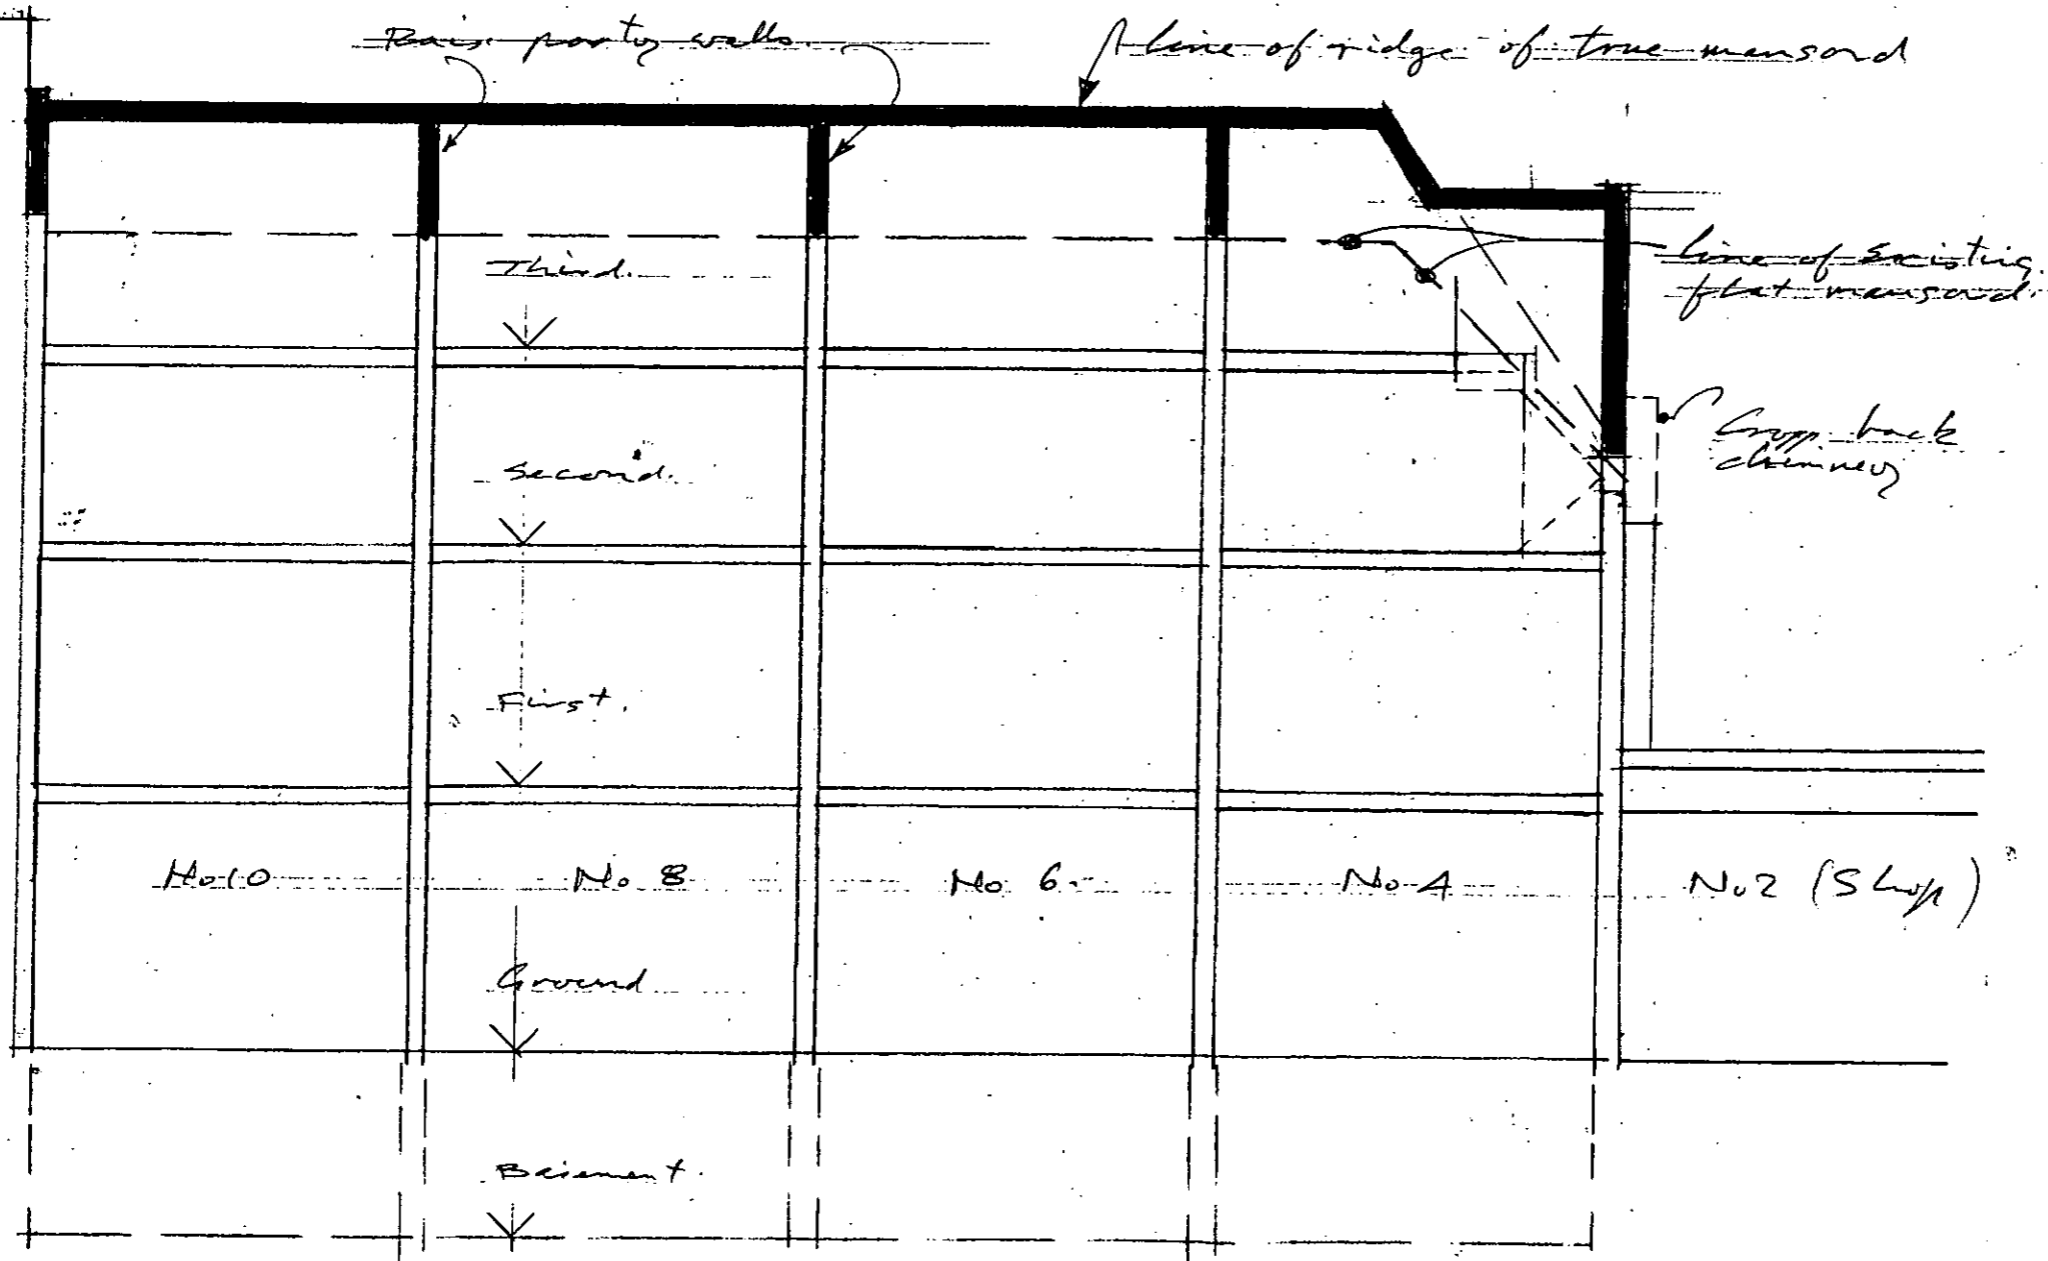 Rais party walls.
line of ridge of true mansard
Third.
line of existing
flat mansard.
Crop back
chimney
Second.
First.
No 10
No 8
No 6.
No 4
No 2 (Shop)
Ground
Basement.